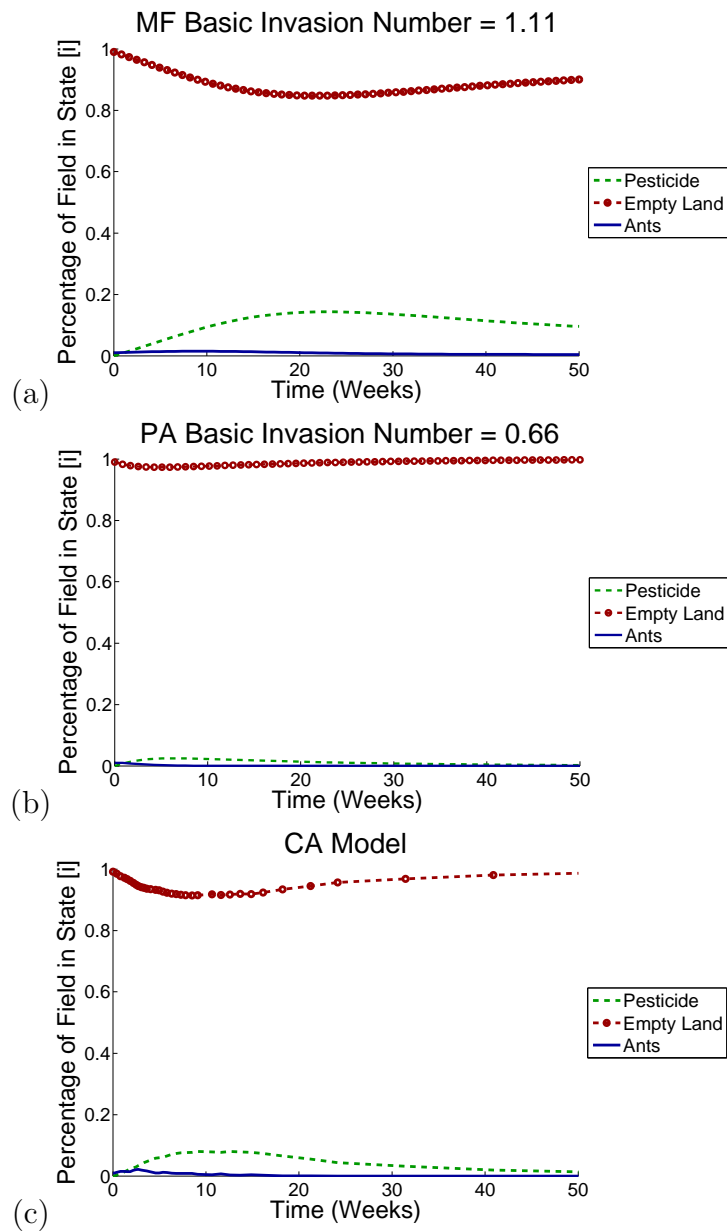 MF Basic Invasion Number = 1.11
Percentage of Field in State [i]
1
0.8
0.6
0.4
0.2
0
0 10 20 30 40 50
Time (Weeks)
Pesticide
Empty Land
Ants
(a)
PA Basic Invasion Number = 0.66
Percentage of Field in State [i]
1
0.8
0.6
0.4
0.2
0
0 10 20 30 40 50
Time (Weeks)
Pesticide
Empty Land
Ants
(b)
CA Model
Percentage of Field in State [i]
1
0.8
0.6
0.4
0.2
0
0 10 20 30 40 50
Time (Weeks)
Pesticide
Empty Land
Ants
(c)